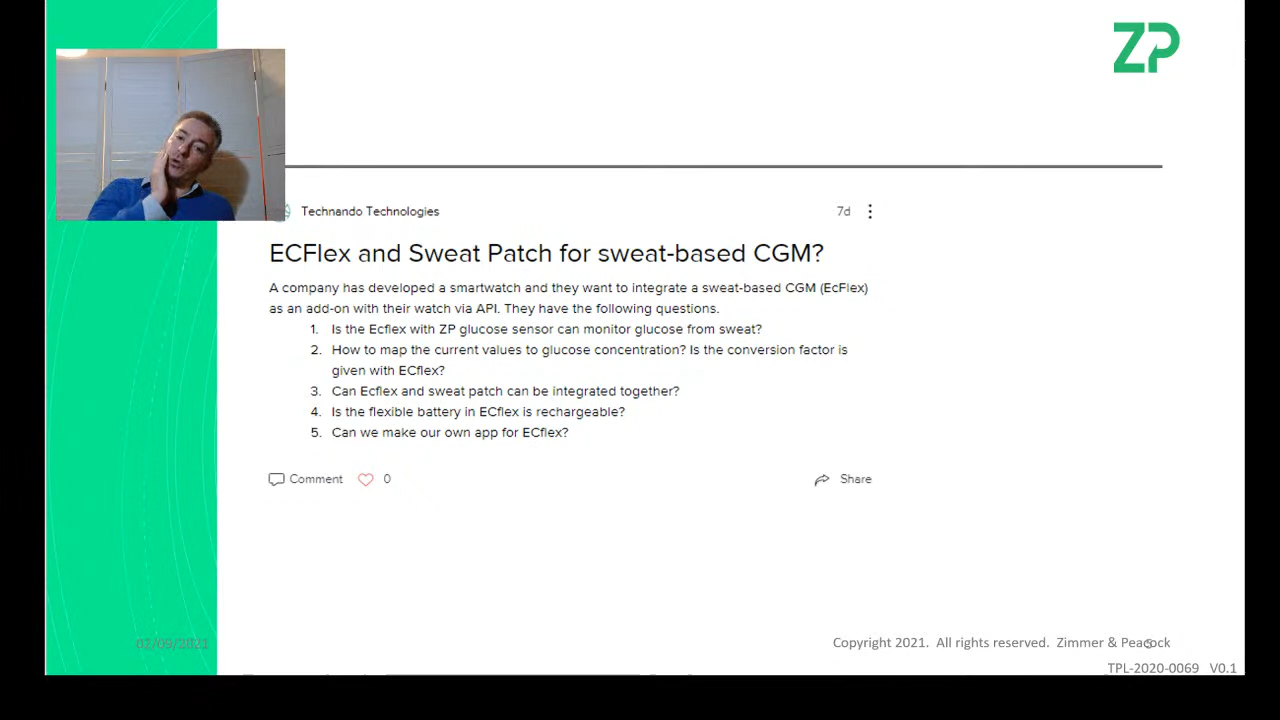 ZP
Technando Technologies 7d
ECFlex and Sweat Patch for sweat-based CGM?
A company has developed a smartwatch and they want to integrate a sweat-based CGM (EcFlex)
as an add-on with their watch via API. They have the following questions.
1. Is the Ecflex with ZP glucose sensor can monitor glucose from sweat?
2. How to map the current values to glucose concentration? Is the conversion factor is
given with ECflex?
3. Can Ecflex and sweat patch can be integrated together?
4. Is the flexible battery in ECflex is rechargeable?
5. Can we make our own app for ECflex?
Comment 0 Share
02/09/2021
Copyright 2021. All rights reserved. Zimmer & Peacock
TPL-2020-0069 V0.1